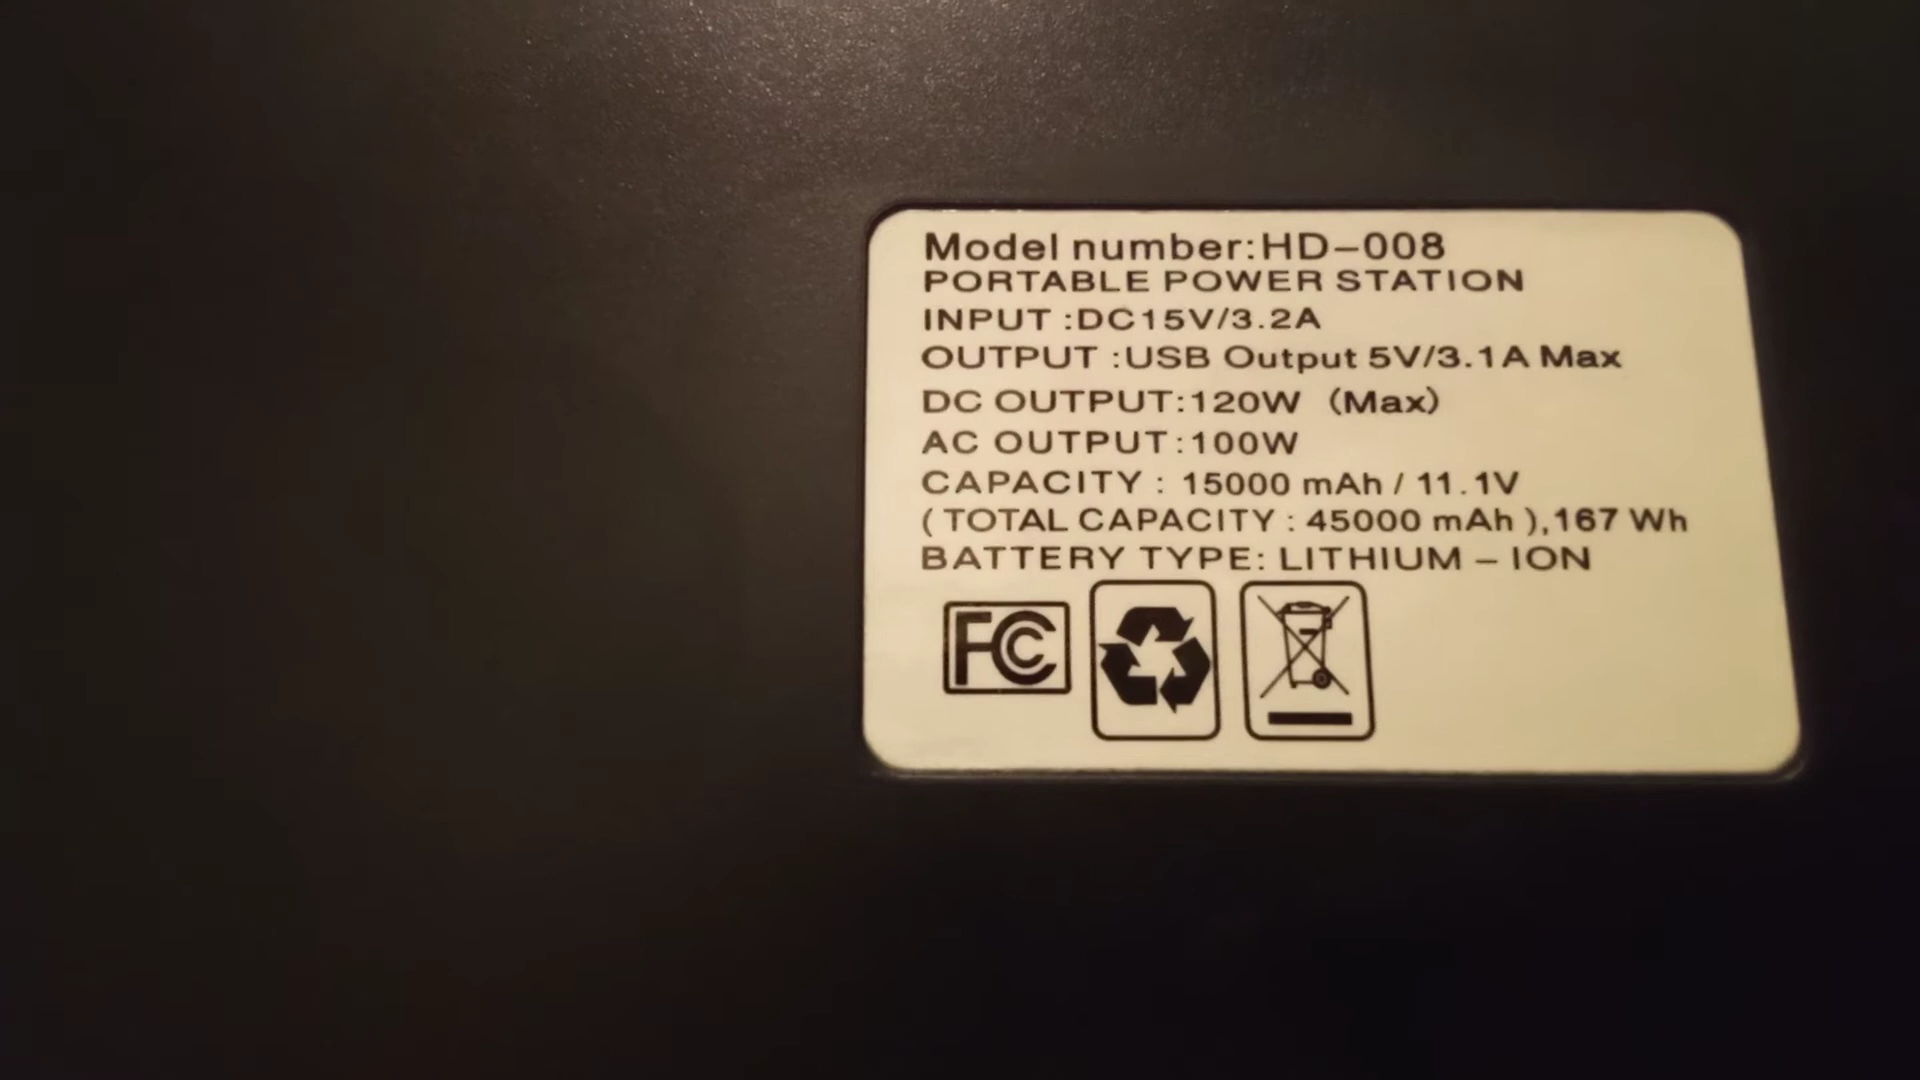 Model number:HD-008
PORTABLE POWER STATION
INPUT :DC15V/3.2A
OUTPUT :USB Output 5V/3.1A Max
DC OUTPUT:120W (Max)
AC OUTPUT:100W
CAPACITY : 15000 mAh / 11.1V
( TOTAL CAPACITY : 45000 mAh ),167 Wh
BATTERY TYPE: LITHIUM – ION
FC